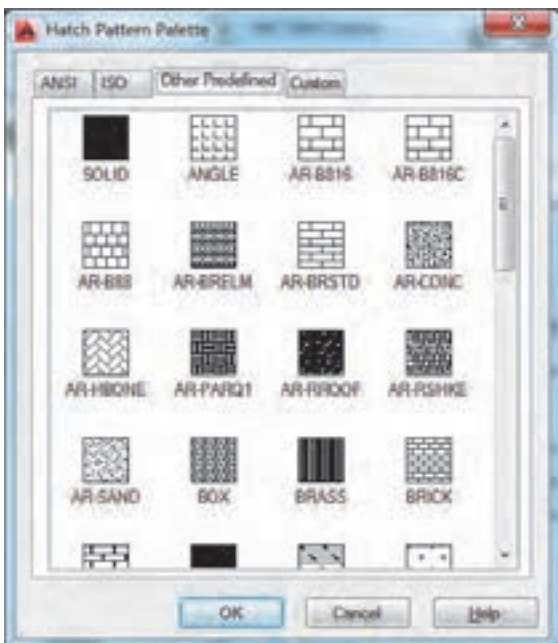 Hatch Pattern Palette
ANSI ISO Other Predefined Custom
SOLID ANGLE AR-B816 AR-B816C
AR-B88 AR-BRELM AR-BRSTD AR-CONC
AR-HBONE AR-PARQ1 AR-RROOF AR-RSHKE
AR-SAND BOX BRASS BRICK
OK Cancel Help